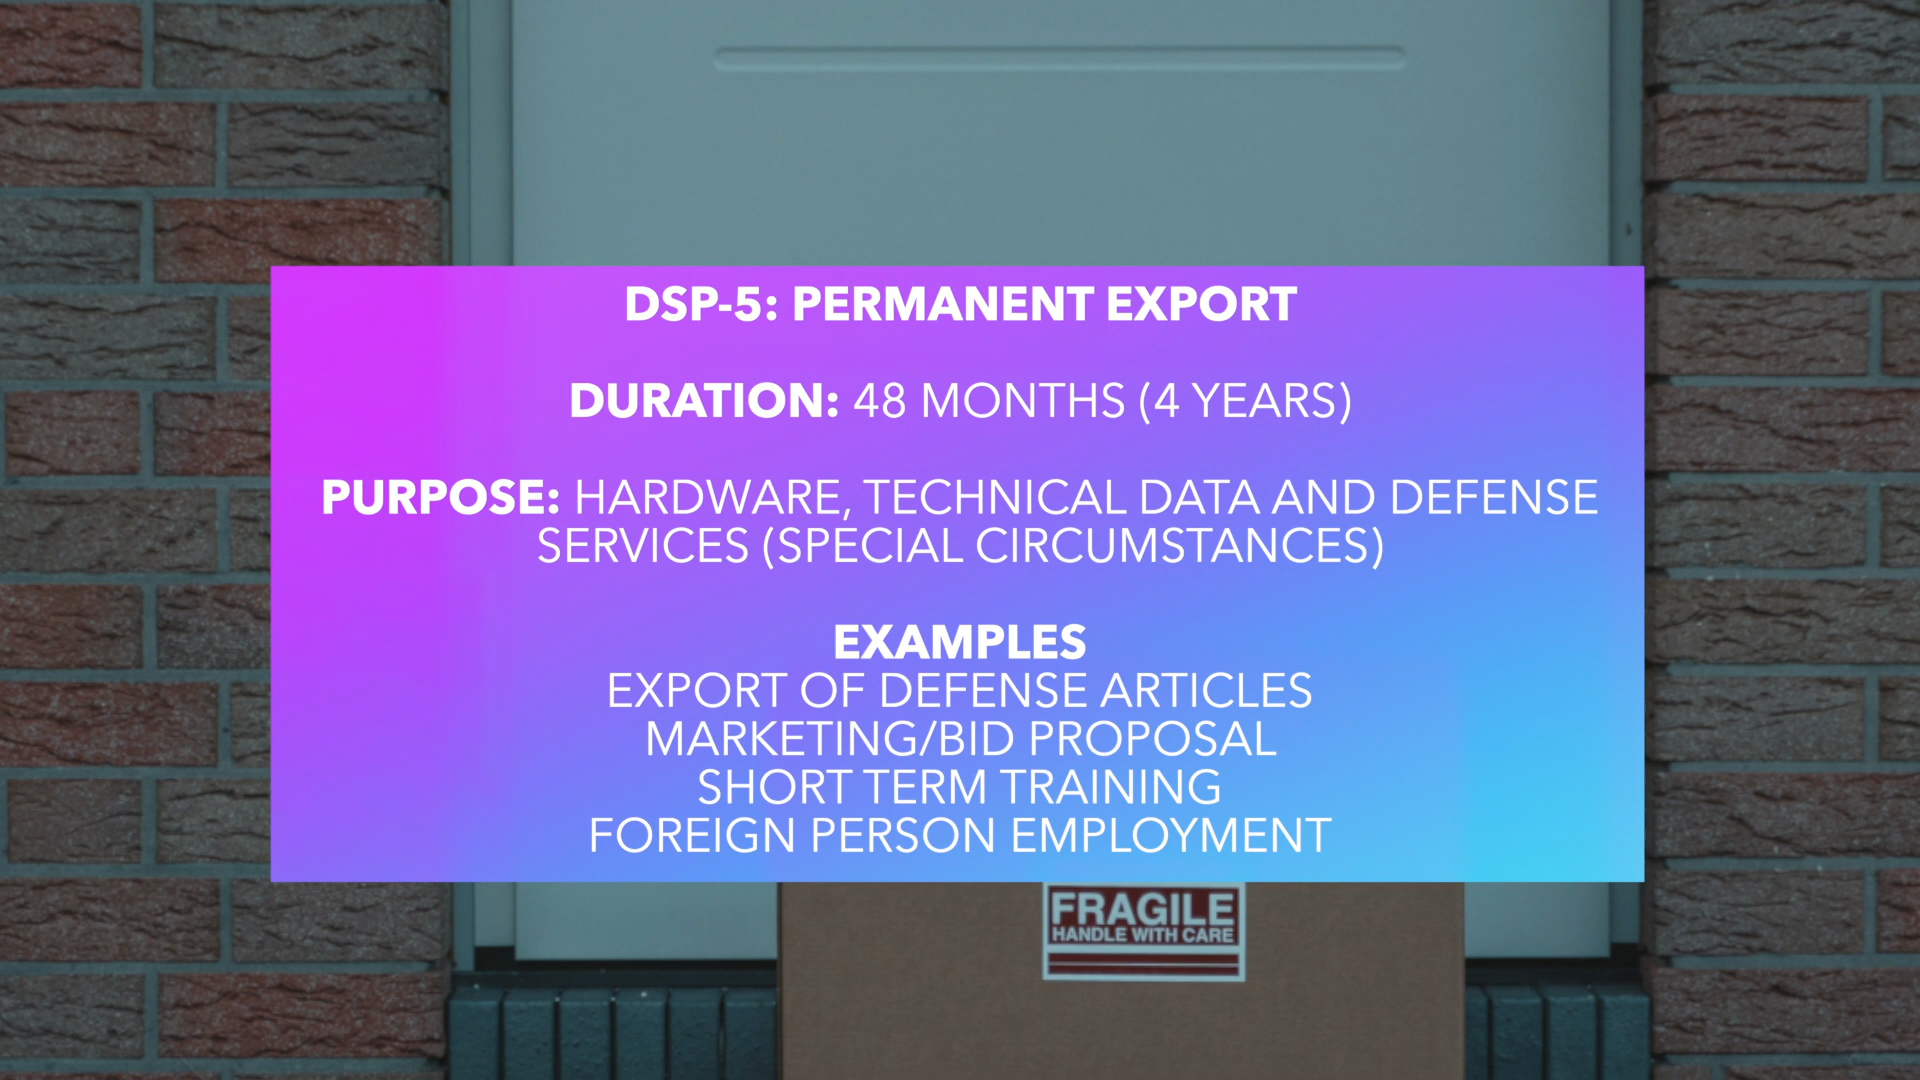 DSP-5: PERMANENT EXPORT
DURATION: 48 MONTHS (4 YEARS)
PURPOSE: HARDWARE, TECHNICAL DATA AND DEFENSE
SERVICES (SPECIAL CIRCUMSTANCES)
EXAMPLES
EXPORT OF DEFENSE ARTICLES
MARKETING/BID PROPOSAL
SHORT TERM TRAINING
FOREIGN PERSON EMPLOYMENT
FRAGILE
HANDLE WITH CARE